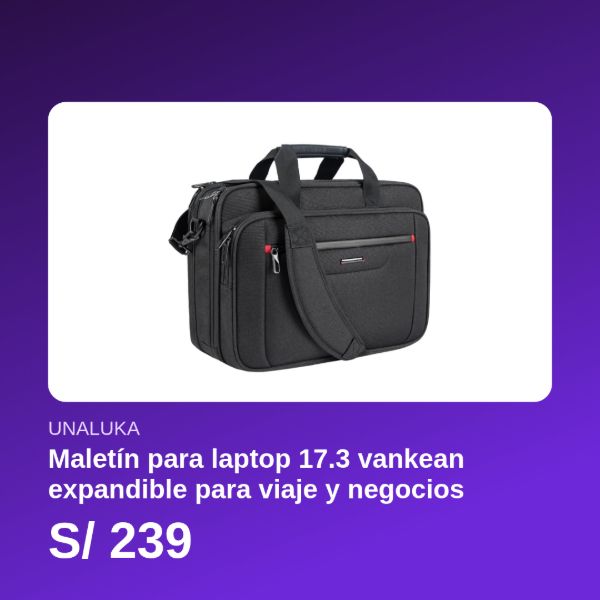 UNALUKA
Maletín para laptop 17.3 vankean
expandible para viaje y negocios
S/ 239